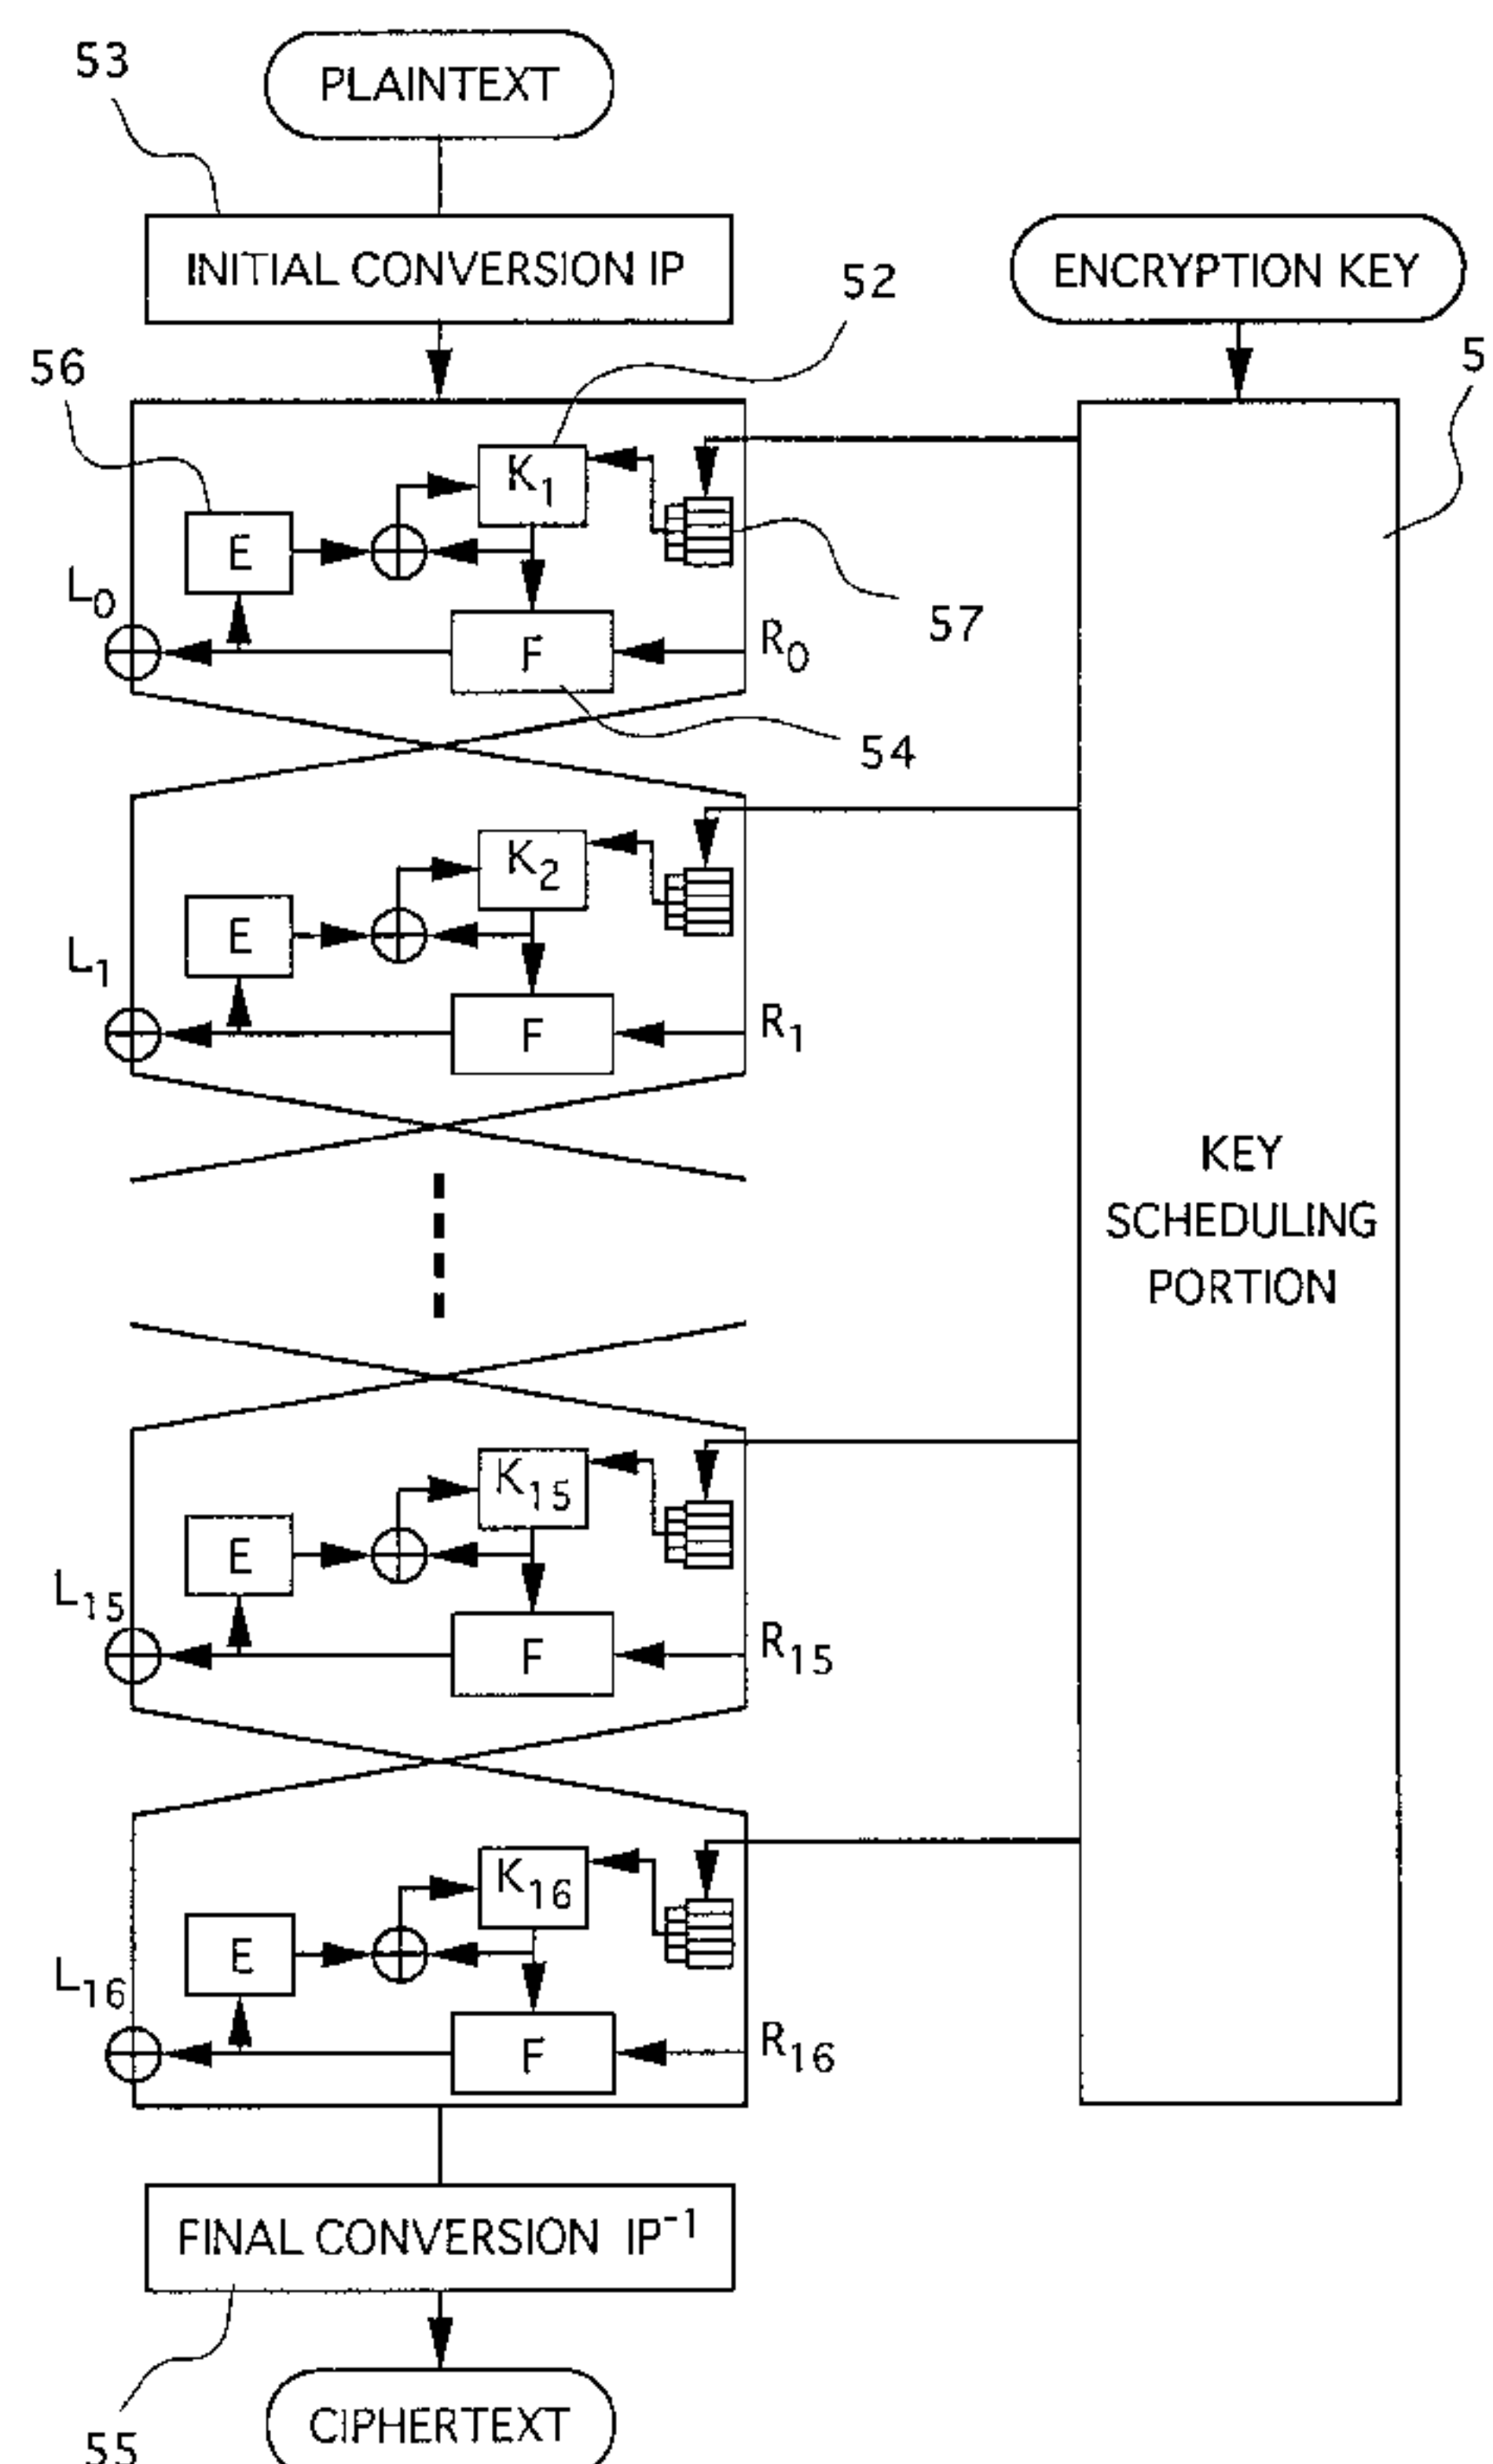 53
PLAINTEXT
INITIAL CONVERSION IP
ENCRYPTION KEY
52
56
5
K1
E
L0
57
F
R0
54
K2
E
L1
F
R1
KEY
SCHEDULING
PORTION
K15
E
L15
F
R15
K16
E
L16
F
R16
FINAL CONVERSION IP-1
CIPHERTEXT
55